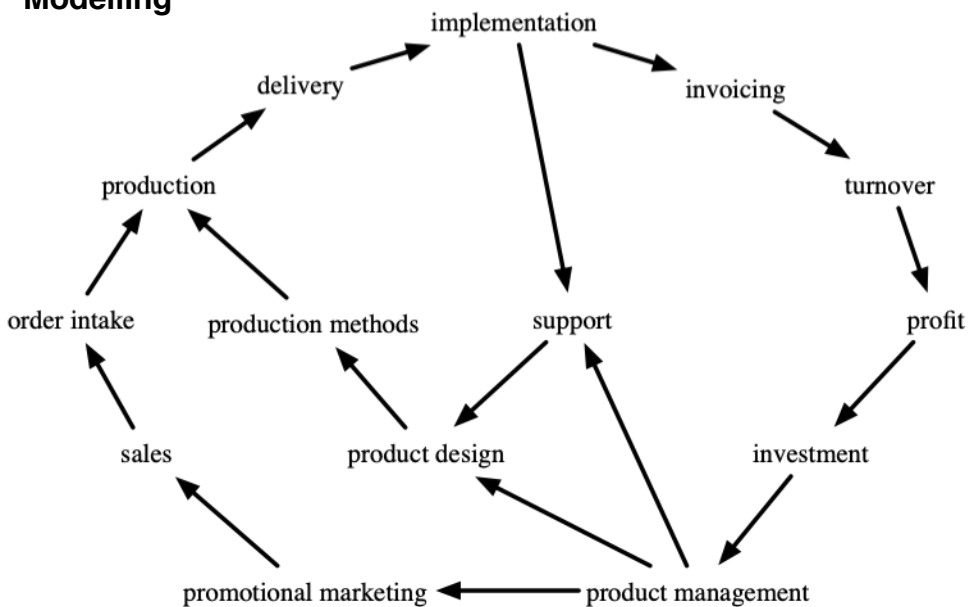 Modelling
implementation
delivery
invoicing
production
turnover
order intake
production methods
support
profit
sales
product design
investment
promotional marketing
product management